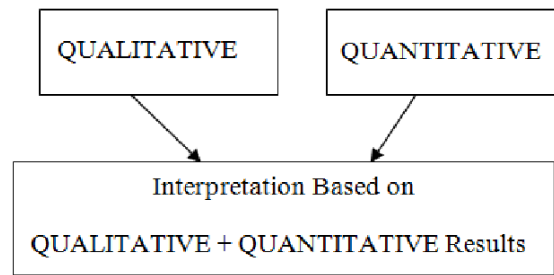 QUALITATIVE
QUANTITATIVE
Interpretation Based on
QUALITATIVE + QUANTITATIVE Results